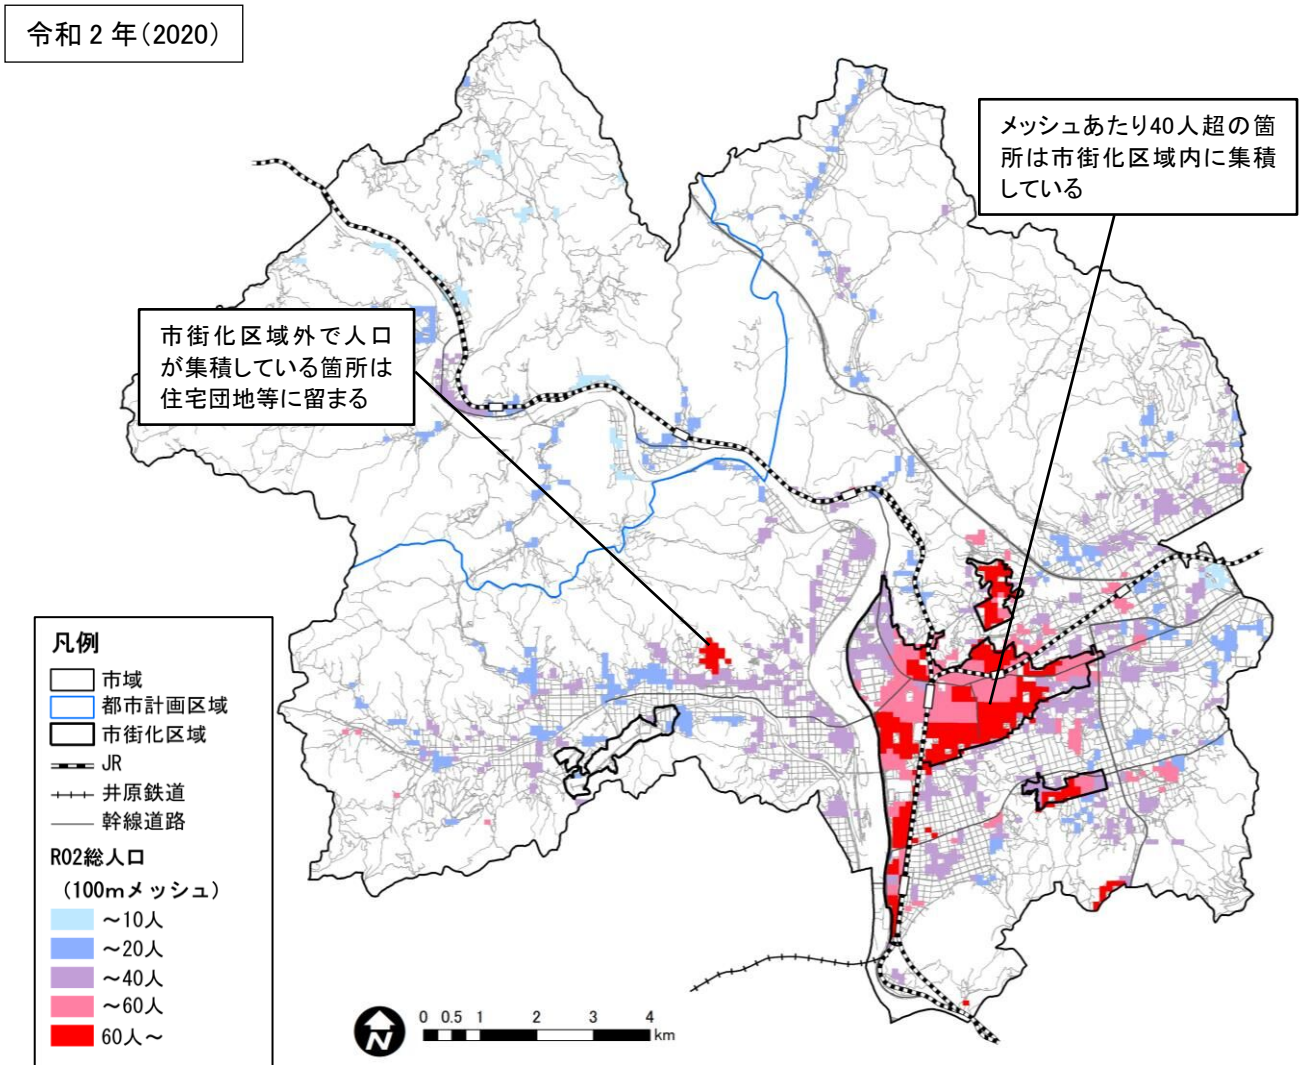 令和２年（2020）
メッシュあたり40人超の箇
所は市街化区域内に集積
している
市街化区域外で人口
が集積している箇所は
住宅団地等に留まる
凡例
市域
都市計画区域
市街化区域
JR
井原鉄道
幹線道路
R02総人口
（100mメッシュ）
～10人
～20人
～40人
～60人
60人～
N
0 0.5 1 2 3 4
km